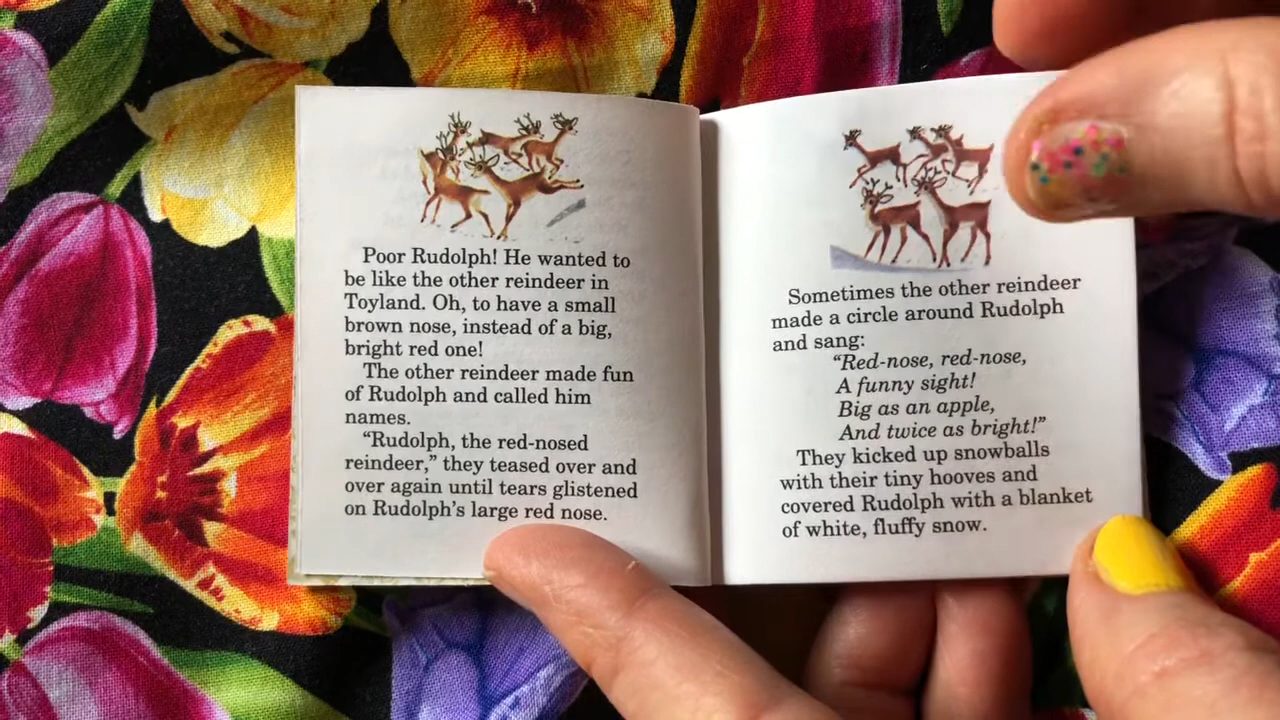 Poor Rudolph! He wanted to
be like the other reindeer in
Toyland. Oh, to have a small
brown nose, instead of a big,
bright red one!
The other reindeer made fun
of Rudolph and called him
names.
“Rudolph, the red-nosed
reindeer,” they teased over and
over again until tears glistened
on Rudolph’s large red nose.
Sometimes the other reindeer
made a circle around Rudolph
and sang:
“Red-nose, red-nose,
A funny sight!
Big as an apple,
And twice as bright!”
They kicked up snowballs
with their tiny hooves and
covered Rudolph with a blanket
of white, fluffy snow.